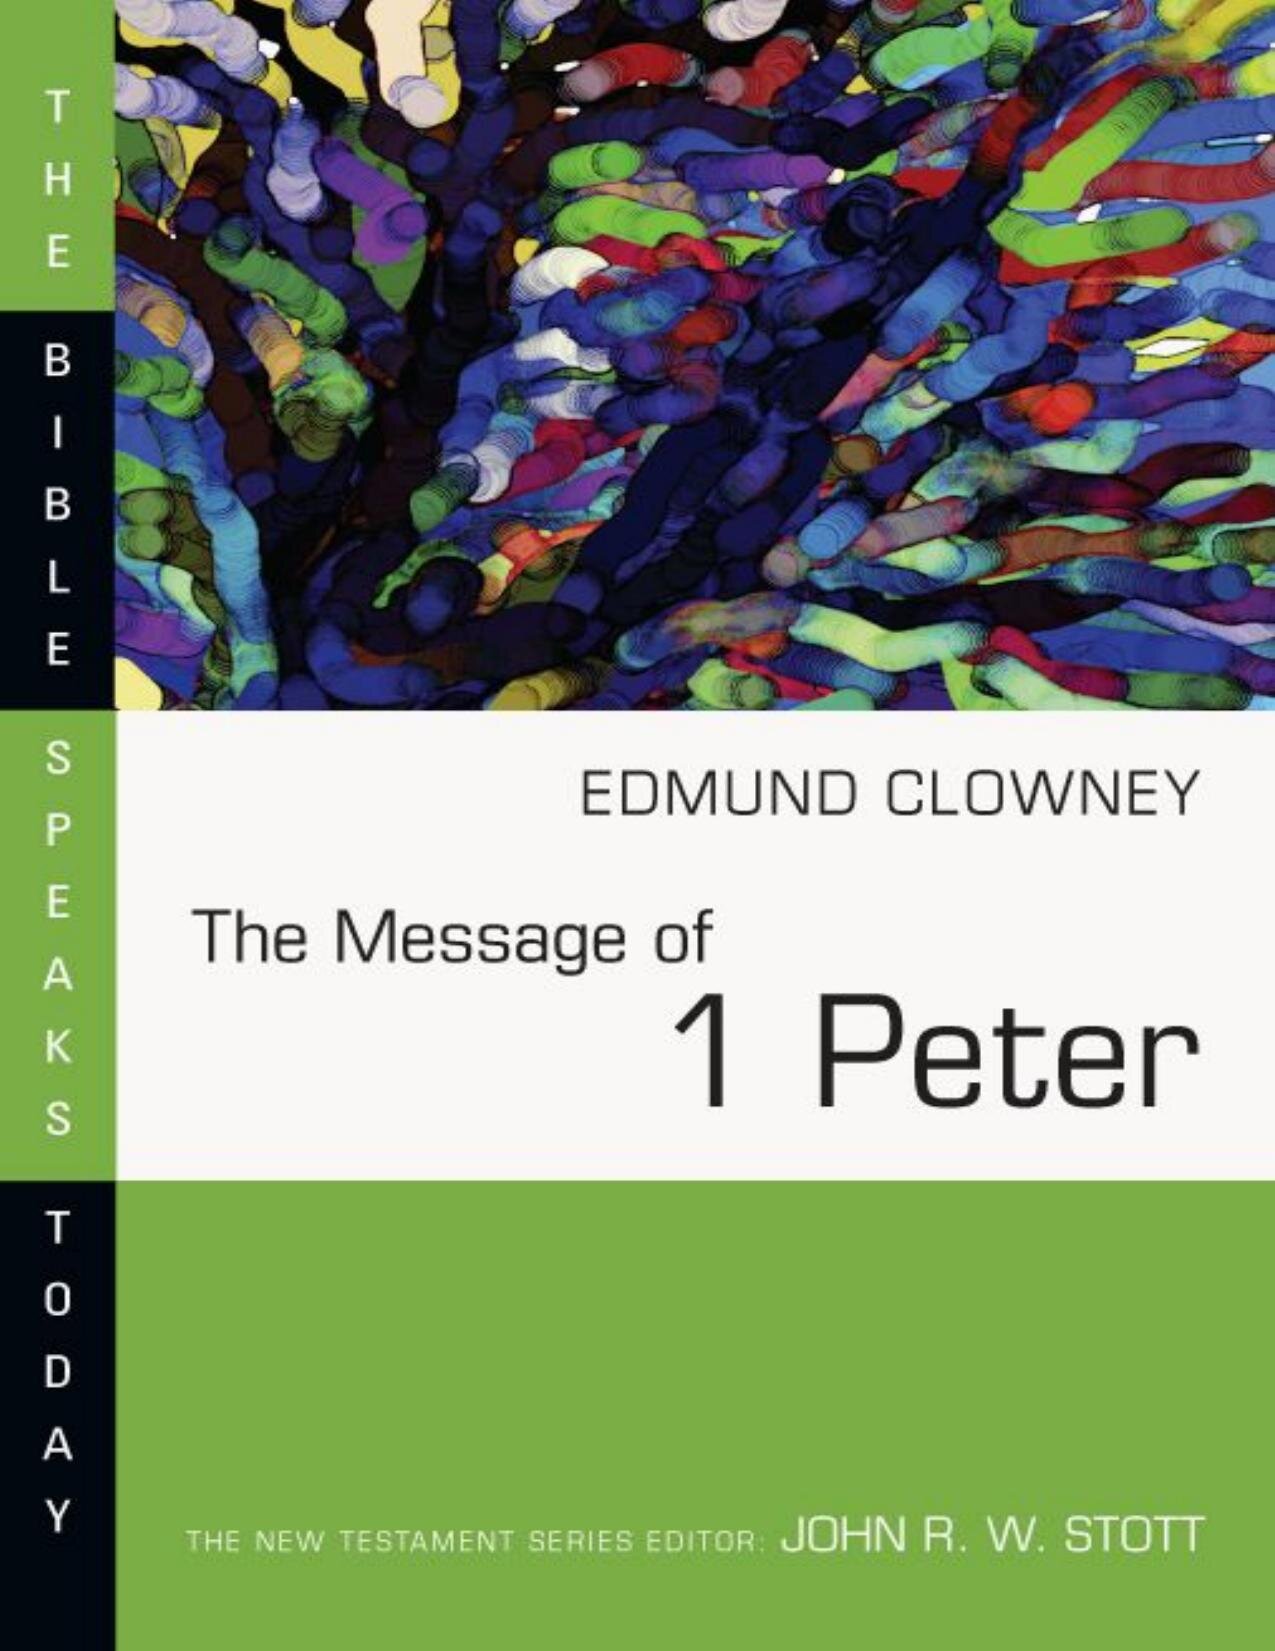 THE BIBLE SPEAKS TODAY
EDMUND CLOWNEY
The Message of
1 Peter
THE NEW TESTAMENT SERIES EDITOR: JOHN R. W. STOTT